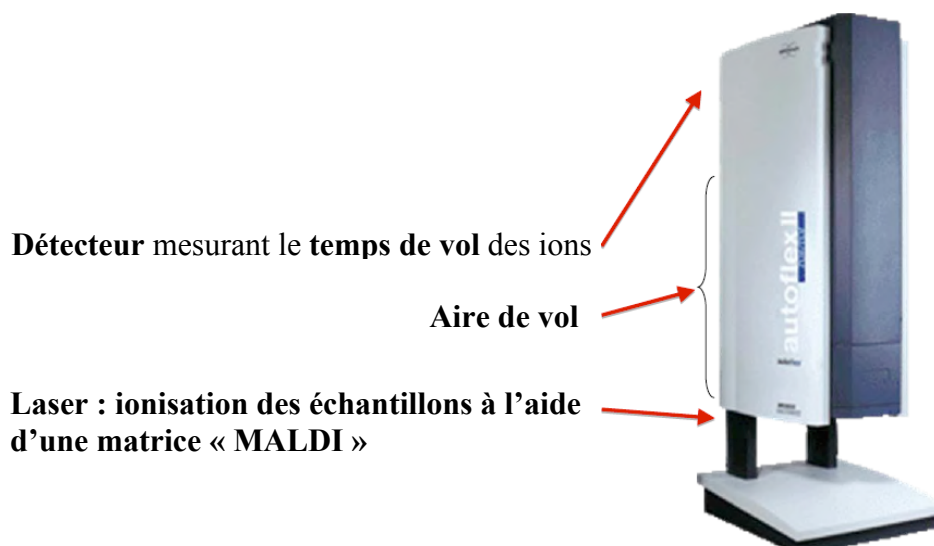 Détecteur mesurant le temps de vol des ions
Aire de vol
Laser : ionisation des échantillons à l’aide
d’une matrice « MALDI »
autoflex II